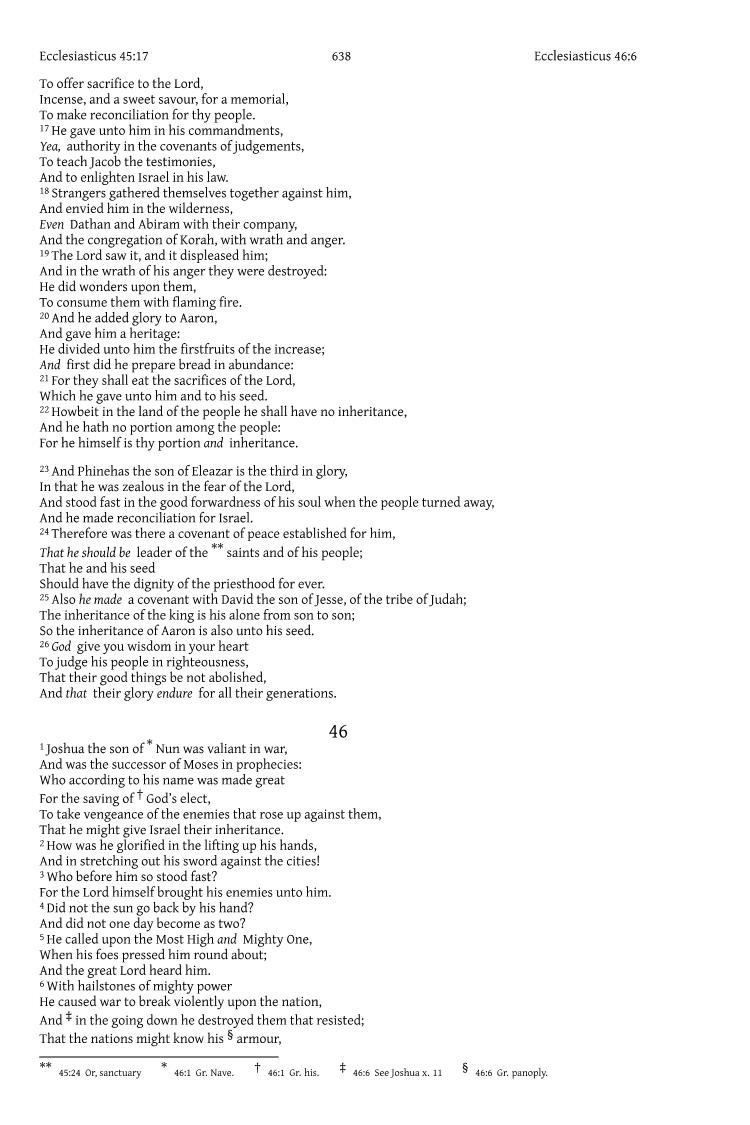 Ecclesiasticus 45:17 638 Ecclesiasticus 46:6
To offer sacrifice to the Lord,
Incense, and a sweet savour, for a memorial,
To make reconciliation for thy people.
17 He gave unto him in his commandments,
Yea, authority in the covenants of judgements,
To teach Jacob the testimonies,
And to enlighten Israel in his law.
18 Strangers gathered themselves together against him,
And envied him in the wilderness,
Even Dathan and Abiram with their company,
And the congregation of Korah, with wrath and anger.
19 The Lord saw it, and it displeased him;
And in the wrath of his anger they were destroyed:
He did wonders upon them,
To consume them with flaming fire.
20 And he added glory to Aaron,
And gave him a heritage:
He divided unto him the firstfruits of the increase;
And first did he prepare bread in abundance:
21 For they shall eat the sacrifices of the Lord,
Which he gave unto him and to his seed.
22 Howbeit in the land of the people he shall have no inheritance,
And he hath no portion among the people:
For he himself is thy portion and inheritance.
23 And Phinehas the son of Eleazar is the third in glory,
In that he was zealous in the fear of the Lord,
And stood fast in the good forwardness of his soul when the people turned away,
And he made reconciliation for Israel.
24 Therefore was there a covenant of peace established for him,
That he should be leader of the ** saints and of his people;
That he and his seed
Should have the dignity of the priesthood for ever.
25 Also he made a covenant with David the son of Jesse, of the tribe of Judah;
The inheritance of the king is his alone from son to son;
So the inheritance of Aaron is also unto his seed.
26 God give you wisdom in your heart
To judge his people in righteousness,
That their good things be not abolished,
And that their glory endure for all their generations.
46
1 Joshua the son of * Nun was valiant in war,
And was the successor of Moses in prophecies:
Who according to his name was made great
For the saving of † God's elect,
To take vengeance of the enemies that rose up against them,
That he might give Israel their inheritance.
2 How was he glorified in the lifting up his hands,
And in stretching out his sword against the cities!
3 Who before him so stood fast?
For the Lord himself brought his enemies unto him.
4 Did not the sun go back by his hand?
And did not one day become as two?
5 He called upon the Most High and Mighty One,
When his foes pressed him round about;
And the great Lord heard him.
6 With hailstones of mighty power
He caused war to break violently upon the nation,
And ‡ in the going down he destroyed them that resisted;
That the nations might know his § armour,
** 45:24 Or, sanctuary * 46:1 Gr. Nave. † 46:1 Gr. his. ‡ 46:6 See Joshua x. 11 § 46:6 Gr. panoply.